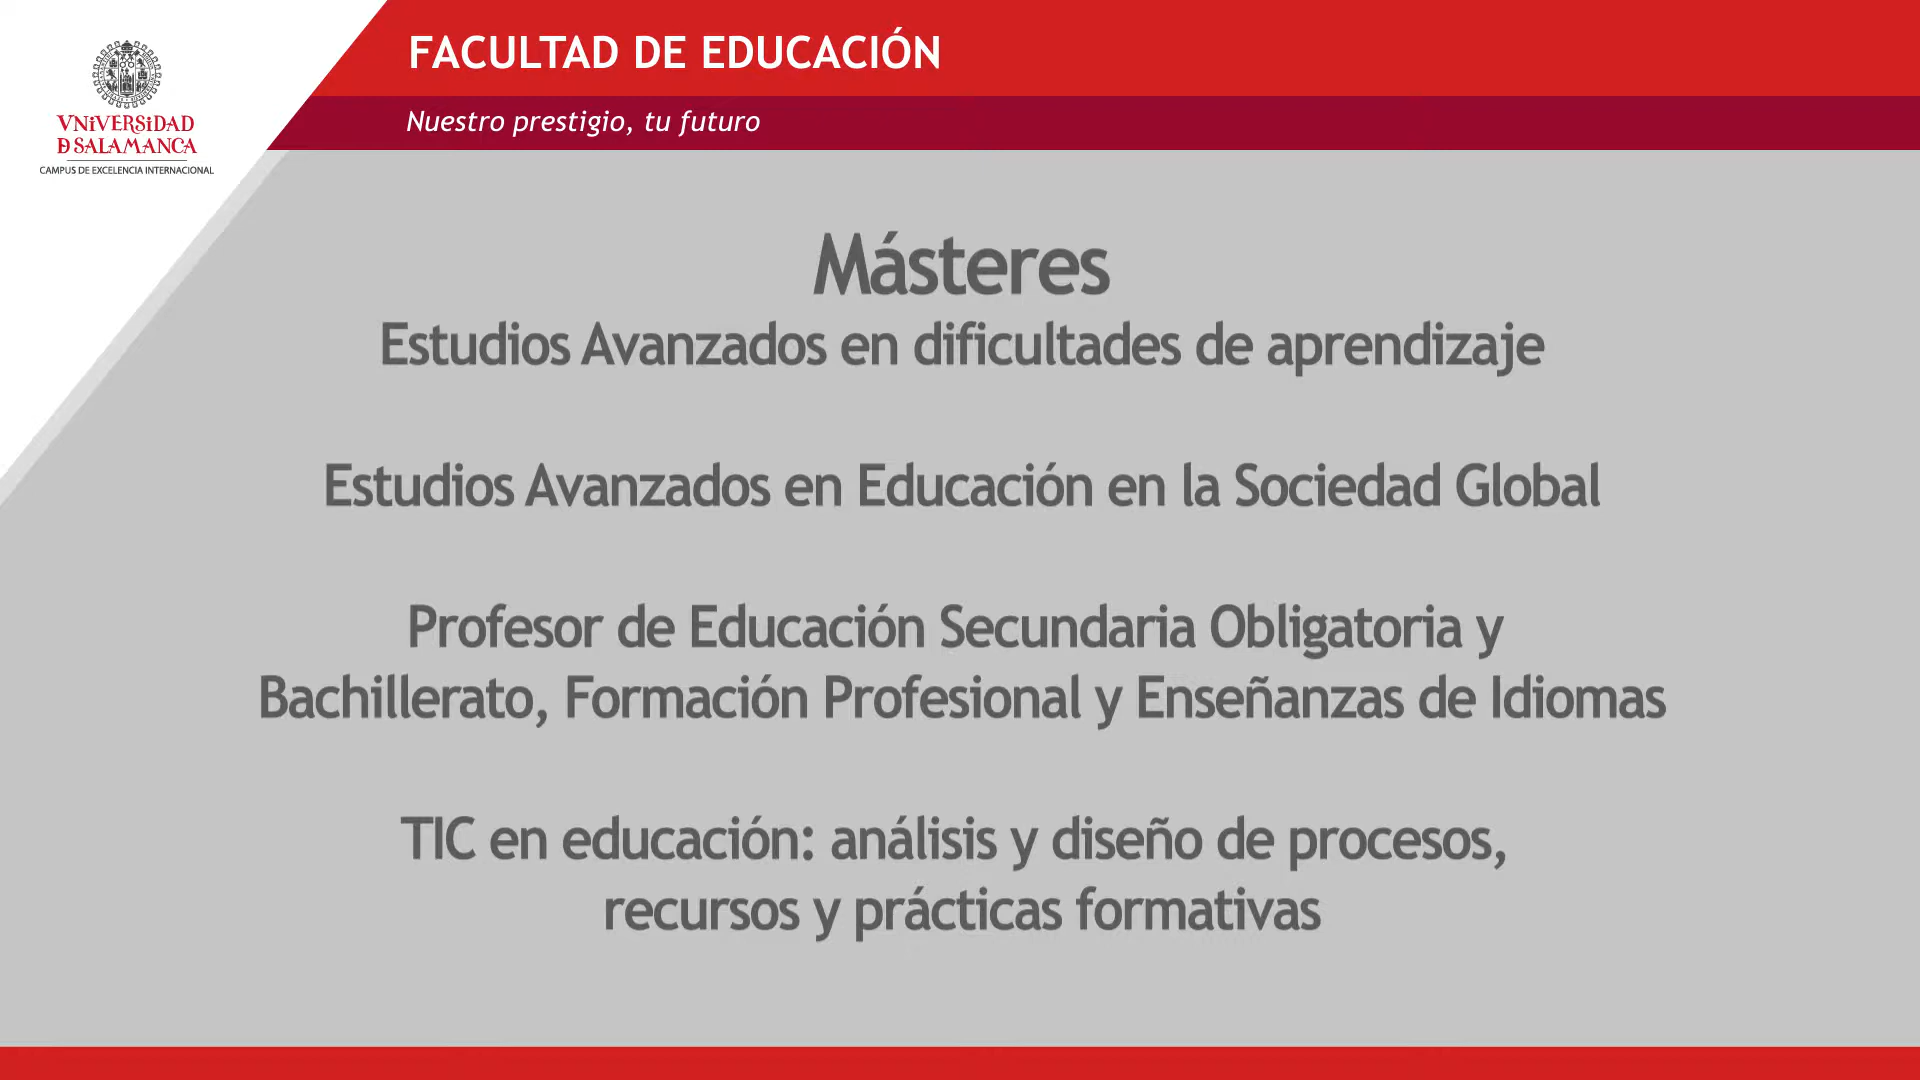 VNiVERSiDAD
D SALAMANCA
CAMPUS DE EXCELENCIA INTERNACIONAL
FACULTAD DE EDUCACIÓN
Nuestro prestigio, tu futuro
Másteres
Estudios Avanzados en dificultades de aprendizaje
Estudios Avanzados en Educación en la Sociedad Global
Profesor de Educación Secundaria Obligatoria y
Bachillerato, Formación Profesional y Enseñanzas de Idiomas
TIC en educación: análisis y diseño de procesos,
recursos y prácticas formativas